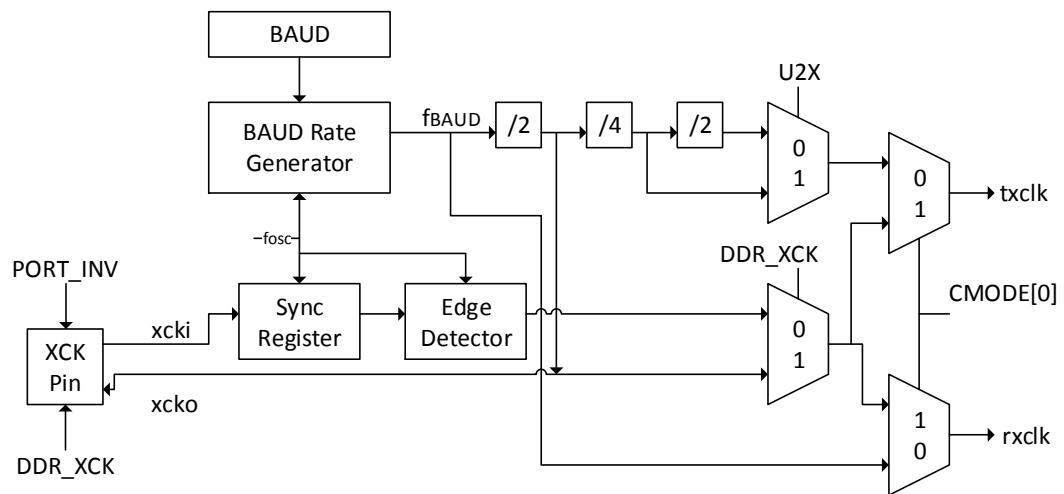 BAUD
U2X
BAUD Rate
Generator
fBAUD
/2
/4
/2
0
1
0
1
txclk
fosc
PORT_INV
DDR_XCK
CMODE[0]
xcki
Sync
Register
Edge
Detector
0
1
XCK
Pin
xcko
1
0
rxclk
DDR_XCK